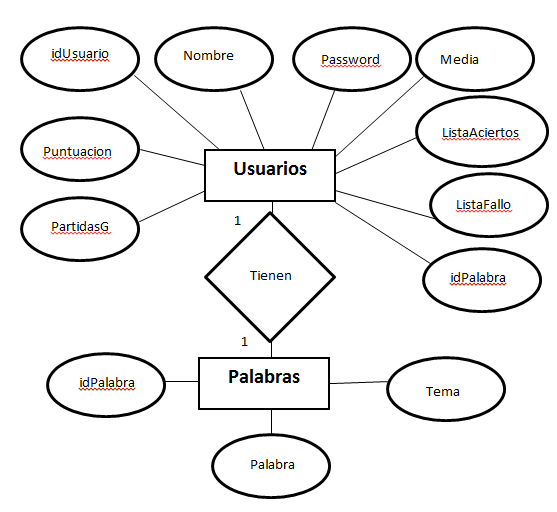 idUsuario
Nombre
Password
Media
ListaAciertos
Puntuacion
Usuarios
ListaFallo
PartidasG
1
Tienen
idPalabra
1
Palabras
idPalabra
Tema
Palabra